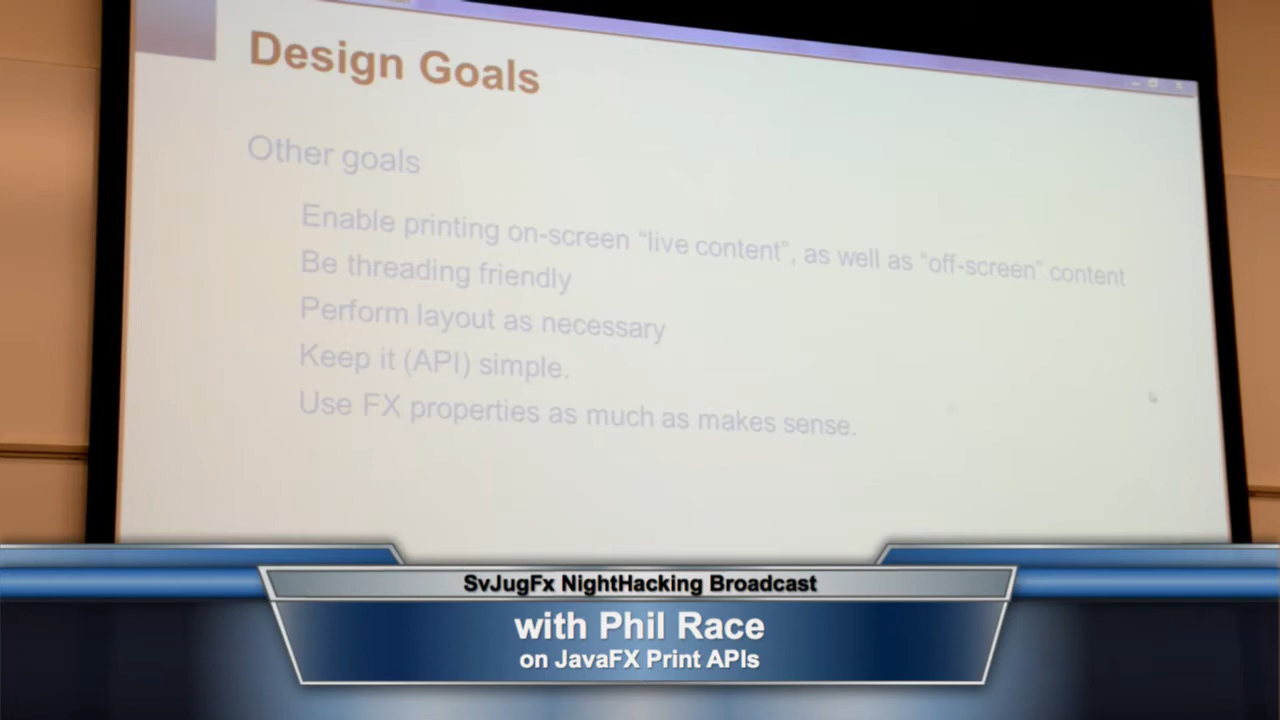 Design Goals
Other goals
Enable printing on-screen “live content”, as well as “off-screen” content
Be threading friendly
Perform layout as necessary
Keep it (API) simple.
Use FX properties as much as makes sense.
SvJugFx NightHacking Broadcast
with Phil Race
on JavaFX Print APIs